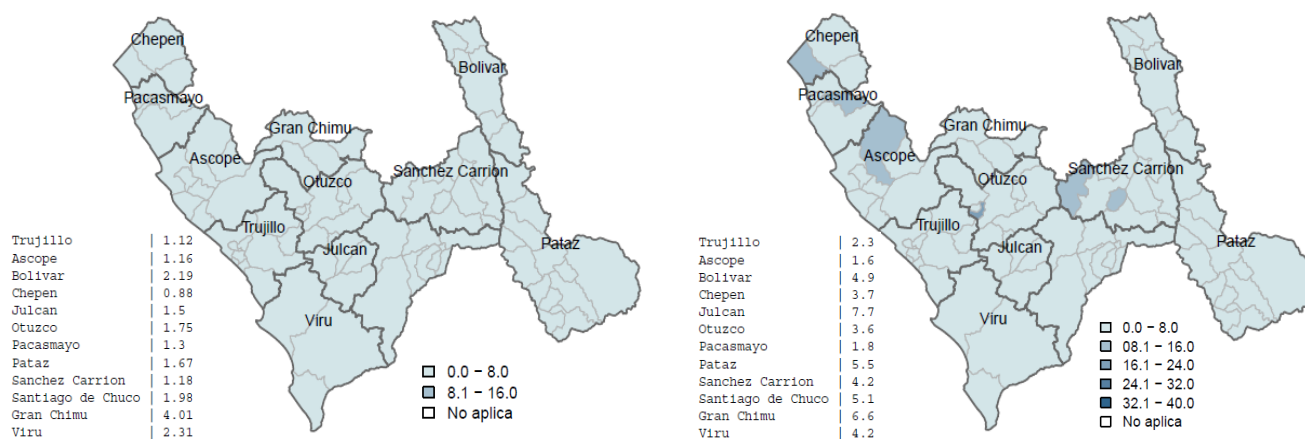 Chepen
Bolivar
Pacasmayo
Gran Chimu
Ascope
Sanchez Carrion
Otuzco
Trujillo
Julcan
Pataz
Viru
Trujillo | 1.12
Ascope | 1.16
Bolivar | 2.19
Chepen | 0.88
Julcan | 1.5
Otuzco | 1.75
Pacasmayo | 1.3
Pataz | 1.67
Sanchez Carrion | 1.18
Santiago de Chuco | 1.98
Gran Chimu | 4.01
Viru | 2.31
0.0 – 8.0
8.1 – 16.0
No aplica
Chepen
Bolivar
Pacasmayo
Gran Chimu
Ascope
Sanchez Carrion
Otuzco
Trujillo
Julcan
Pataz
Viru
Trujillo | 2.3
Ascope | 1.6
Bolivar | 4.9
Chepen | 3.7
Julcan | 7.7
Otuzco | 3.6
Pacasmayo | 1.8
Pataz | 5.5
Sanchez Carrion | 4.2
Santiago de Chuco | 5.1
Gran Chimu | 6.6
Viru | 4.2
0.0 – 8.0
08.1 – 16.0
16.1 – 24.0
24.1 – 32.0
32.1 – 40.0
No aplica